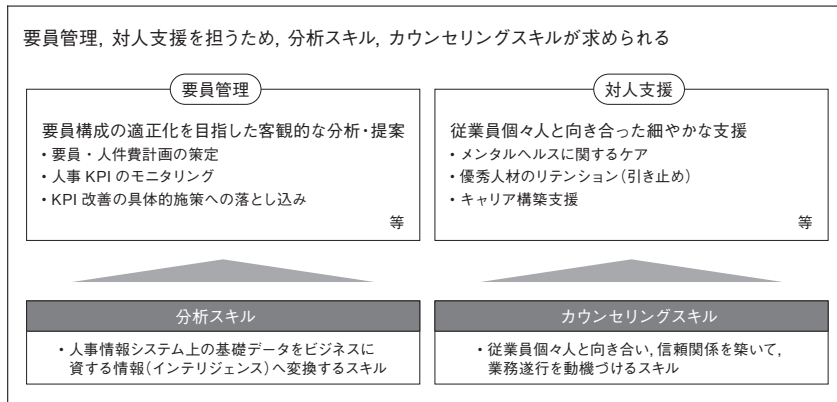 要員管理, 対人支援を担うため, 分析スキル, カウンセリングスキルが求められる
要員管理
要員構成の適正化を目指した客観的な分析・提案
・要員・人件費計画の策定
・人事 KPI のモニタリング
・KPI 改善の具体的施策への落とし込み
等
対人支援
従業員個々人と向き合った細やかな支援
・メンタルヘルスに関するケア
・優秀人材のリテンション（引き止め）
・キャリア構築支援
等
分析スキル
・人事情報システム上の基礎データをビジネスに
資する情報（インテリジェンス）へ変換するスキル
カウンセリングスキル
・従業員個々人と向き合い, 信頼関係を築いて,
業務遂行を動機づけるスキル